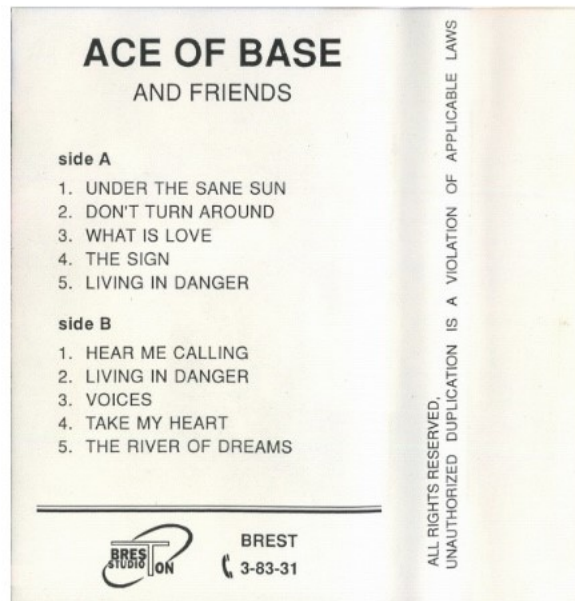 ACE OF BASE
AND FRIENDS
side A
1. UNDER THE SANE SUN
2. DON'T TURN AROUND
3. WHAT IS LOVE
4. THE SIGN
5. LIVING IN DANGER
side B
1. HEAR ME CALLING
2. LIVING IN DANGER
3. VOICES
4. TAKE MY HEART
5. THE RIVER OF DREAMS
BREST TON
STUDIO
BREST
3-83-31
ALL RIGHTS RESERVED,
UNAUTHORIZED DUPLICATION IS A VIOLATION OF APPLICABLE LAWS